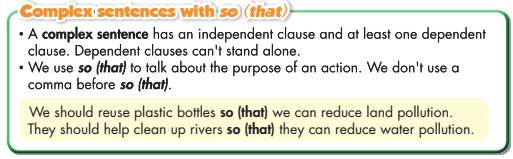 Complex sentences with so (that)
• A complex sentence has an independent clause and at least one dependent
clause. Dependent clauses can't stand alone.
• We use so (that) to talk about the purpose of an action. We don't use a
comma before so (that).
We should reuse plastic bottles so (that) we can reduce land pollution.
They should help clean up rivers so (that) they can reduce water pollution.